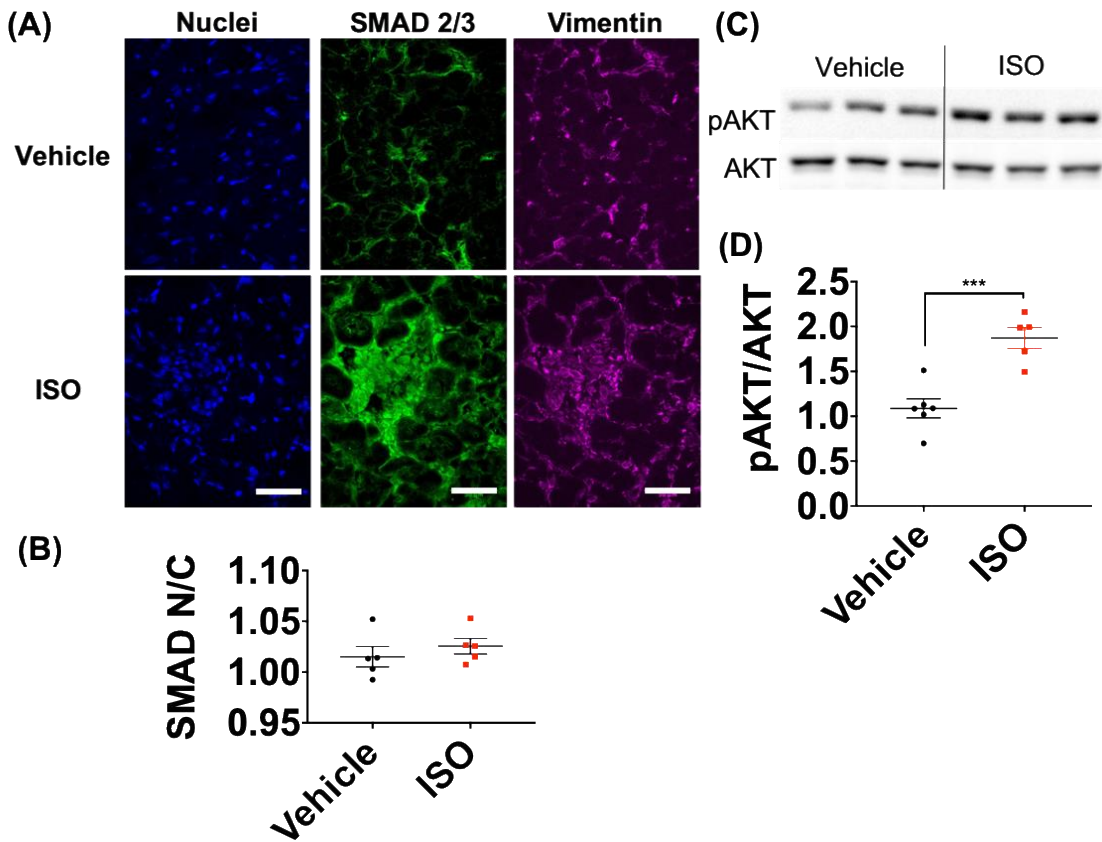 (A)
Nuclei SMAD 2/3 Vimentin
Vehicle
ISO
(B)
SMAD N/C
1.10
1.05
1.00
0.95
Vehicle ISO
(C)
Vehicle ISO
pAKT
AKT
(D)
pAKT/AKT
2.5
2.0
1.5
1.0
0.5
0.0
***
Vehicle ISO